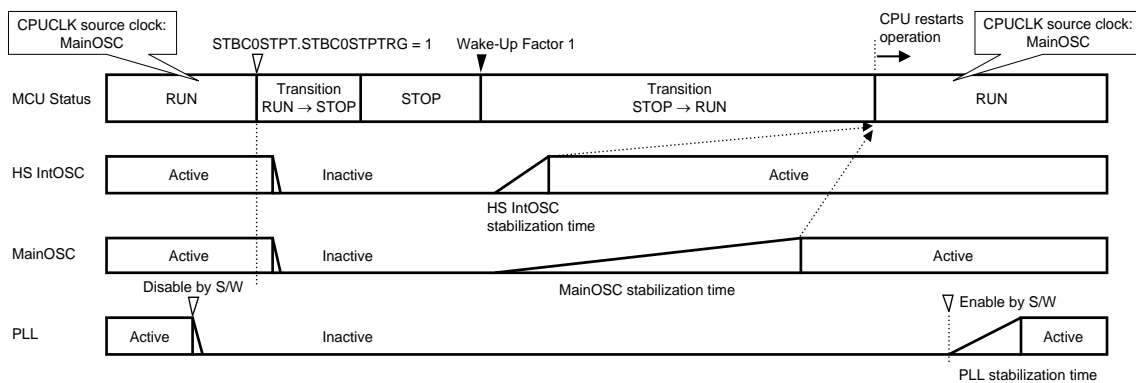 CPUCLK source clock:
MainOSC
STBC0STPT.STBC0STPTRG = 1
Wake-Up Factor 1
CPU restarts
operation
CPUCLK source clock:
MainOSC
MCU Status
RUN
Transition
RUN → STOP
STOP
Transition
STOP → RUN
RUN
HS IntOSC
Active
Inactive
Active
HS IntOSC
stabilization time
MainOSC
Active
Inactive
Active
Disable by S/W
MainOSC stabilization time
Enable by S/W
PLL
Active
Inactive
Active
PLL stabilization time